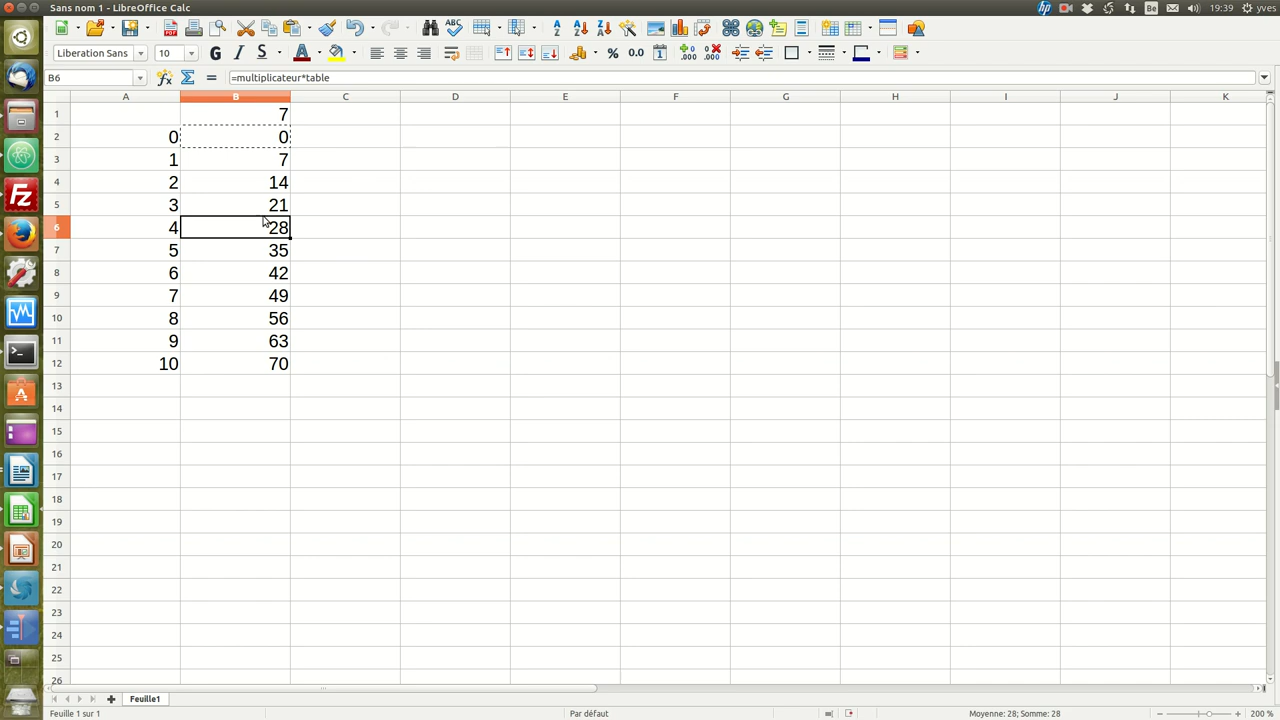 Sans nom 1 - LibreOffice Calc
Be
19:39
yves
Liberation Sans
10
G
I
S
%
0.0
B6
=multiplicateur*table
A B C D E F G H I J K
1 7
2 0 0
3 1 7
4 2 14
5 3 21
6 4 28
7 5 35
8 6 42
9 7 49
10 8 56
11 9 63
12 10 70
13
14
15
16
17
18
19
20
21
22
23
24
25
26
Feuille1
Feuille 1 sur 1
Par défaut
Moyenne: 28; Somme: 28
200 %